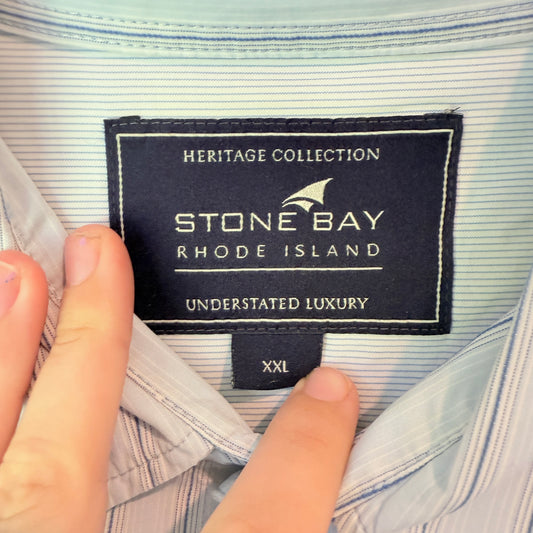 HERITAGE COLLECTION
STONE BAY
RHODE ISLAND
UNDERSTATED LUXURY
XXL